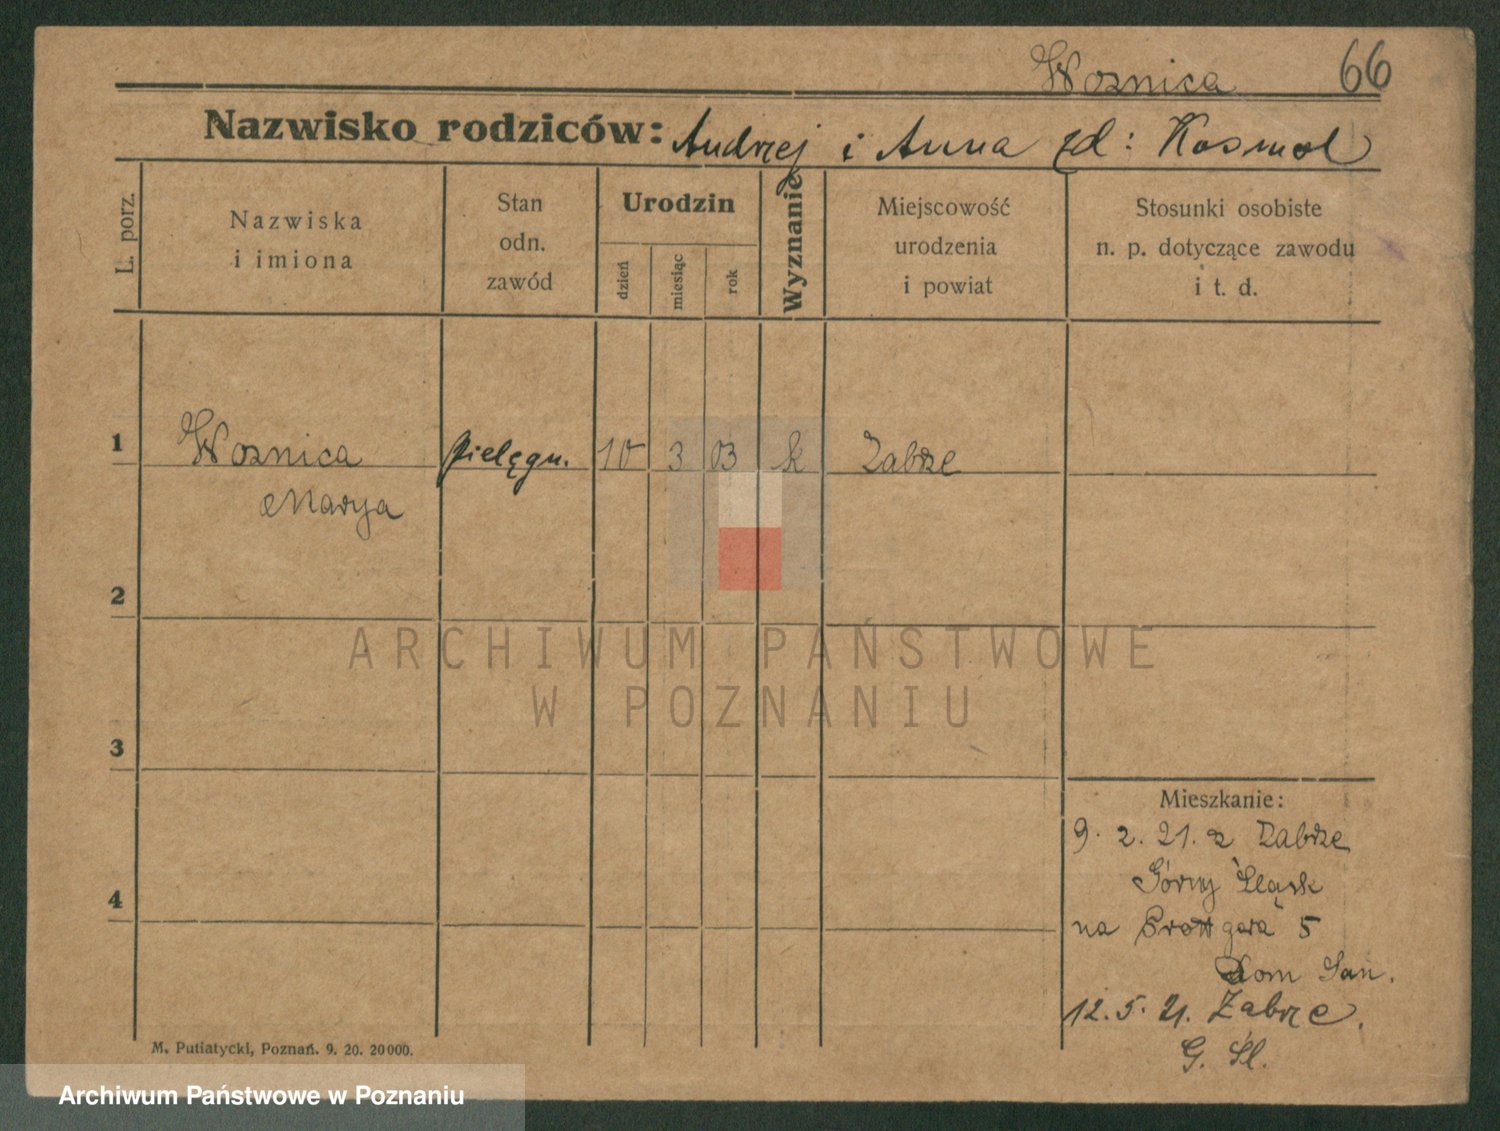 Woznica 66
Nazwisko rodziców: Andrzej i Anna zd: Kosmol
L. porz.
Nazwiska
i imiona
Stan
odn.
zawód
Urodzin
dzień
miesiąc
rok
Wyznanie
Miejscowość
urodzenia
i powiat
Stosunki osobiste
n. p. dotyczące zawodu
i t. d.
1 Woznica pielęgn. 10 3 03 k Zabrze
Marya
2
3
4
Mieszkanie:
9. 2. 21. z Zabrze
Górny Śląsk
na 5
Dom San.
12. 5. 21. Zabrze.
G. Śl.
M. Putiatycki, Poznań. 9. 20. 20000.
ARCHIWUM PAŃSTWOWE
W POZNANIU
Archiwum Państwowe w Poznaniu